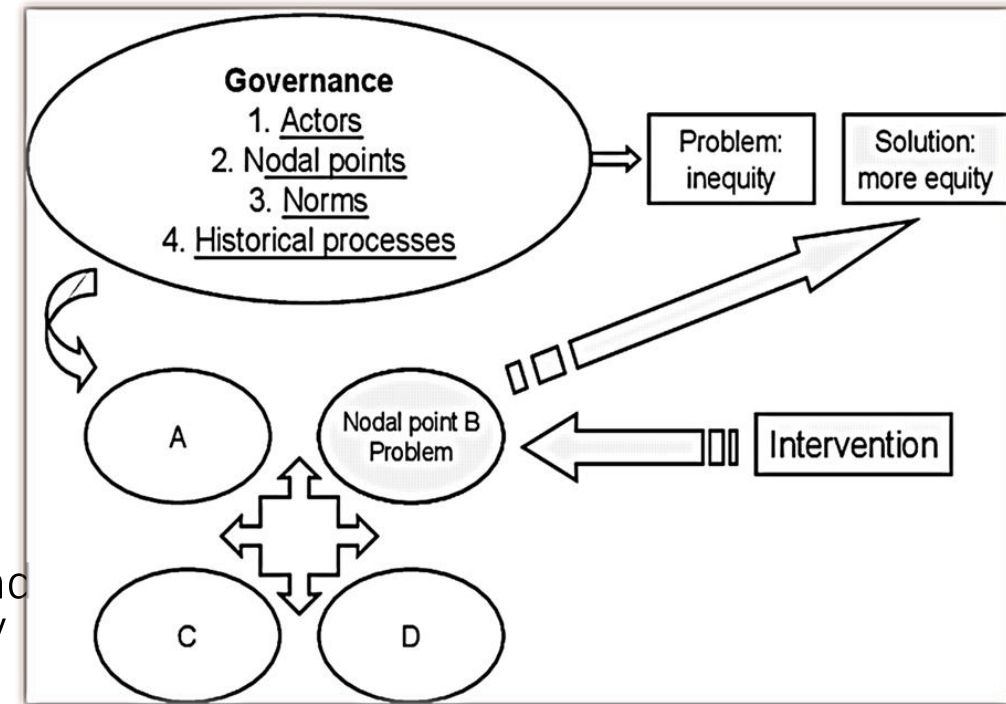 Governance
1. Actors
2. Nodal points
3. Norms
4. Historical processes
Problem:
inequity
Solution:
more equity
A
Nodal point B
Problem
Intervention
C
D